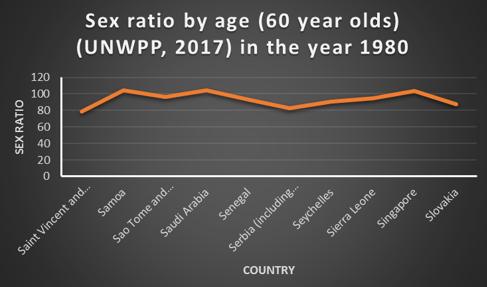 Sex ratio by age (60 year olds)
(UNWPP, 2017) in the year 1980
120
100
80
60
40
20
0
SEX RATIO
Saint Vincent and...
Samoa
Sao Tome and...
Saudi Arabia
Senegal
Serbia (including...
Seychelles
Sierra Leone
Singapore
Slovakia
COUNTRY